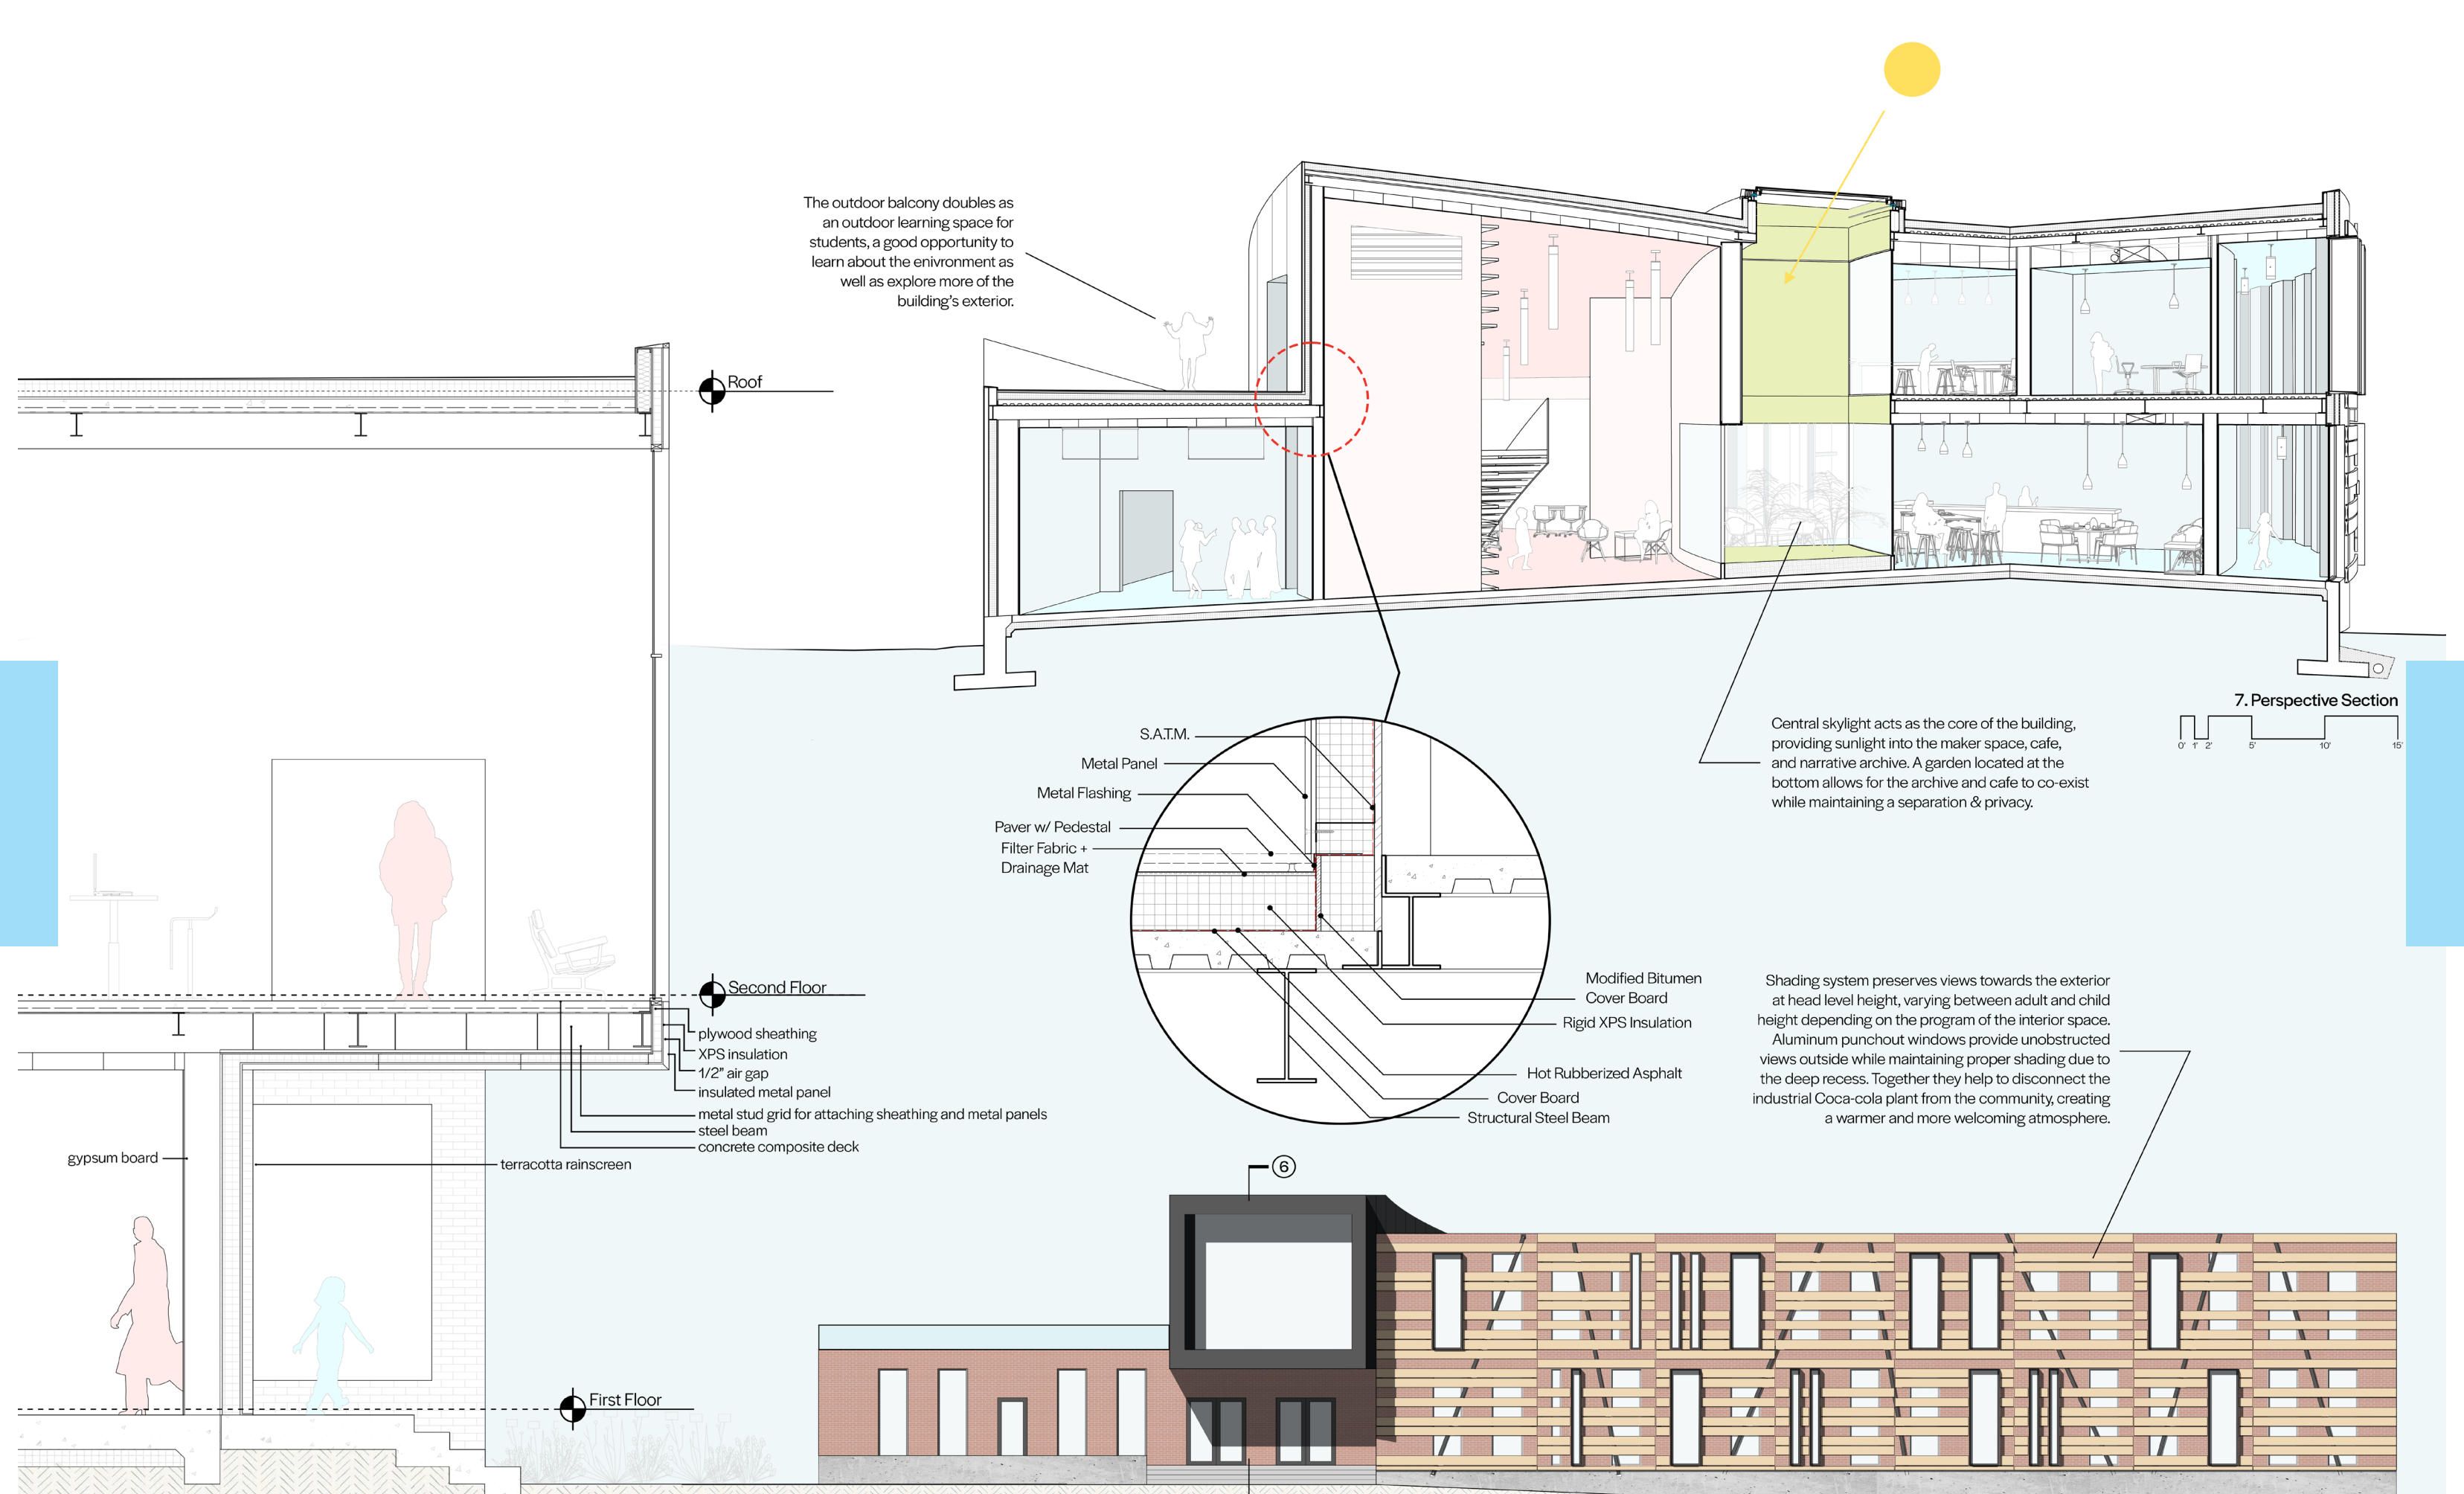 The outdoor balcony doubles as
an outdoor learning space for
students, a good opportunity to
learn about the enivronment as
well as explore more of the
building's exterior.
Roof
Second Floor
plywood sheathing
XPS insulation
1/2" air gap
insulated metal panel
metal stud grid for attaching sheathing and metal panels
steel beam
concrete composite deck
gypsum board
terracotta rainscreen
First Floor
S.A.T.M.
Metal Panel
Metal Flashing
Paver w/ Pedestal
Filter Fabric +
Drainage Mat
Modified Bitumen
Cover Board
Rigid XPS Insulation
Hot Rubberized Asphalt
Cover Board
Structural Steel Beam
7. Perspective Section
0' 1' 2' 5' 10' 15'
Central skylight acts as the core of the building,
providing sunlight into the maker space, cafe,
and narrative archive. A garden located at the
bottom allows for the archive and cafe to co-exist
while maintaining a separation & privacy.
Shading system preserves views towards the exterior
at head level height, varying between adult and child
height depending on the program of the interior space.
Aluminum punchout windows provide unobstructed
views outside while maintaining proper shading due to
the deep recess. Together they help to disconnect the
industrial Coca-cola plant from the community, creating
a warmer and more welcoming atmosphere.
6